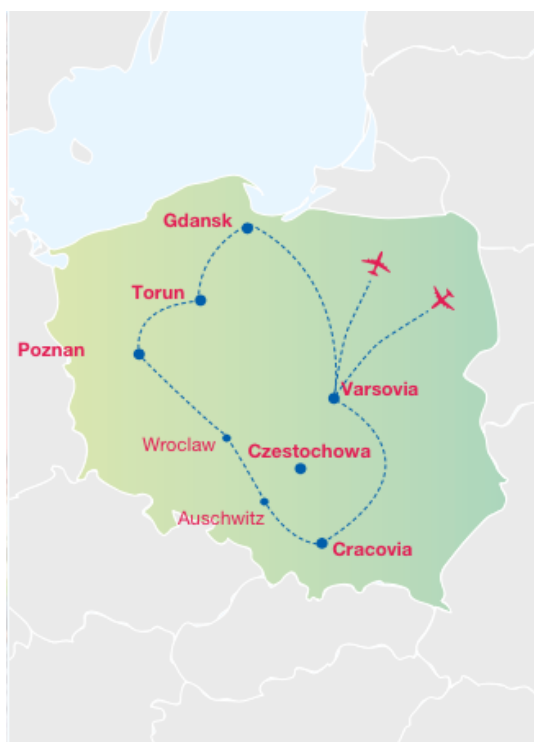 Gdansk
Torun
Poznan
Varsovia
Wroclaw
Czestochowa
Auschwitz
Cracovia